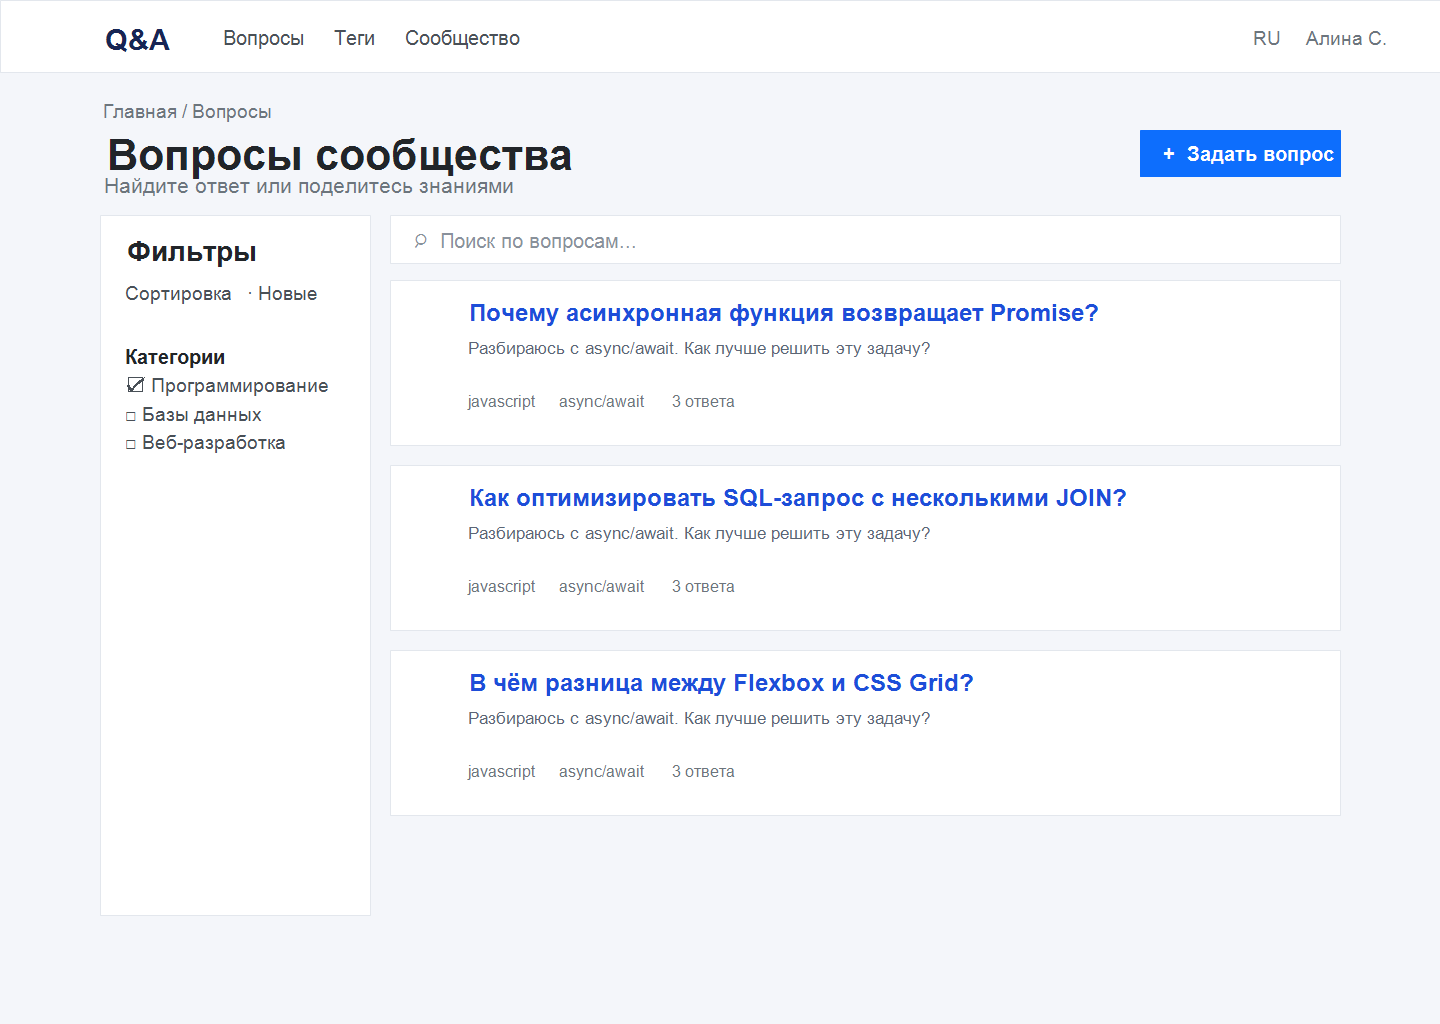 Q&A Вопросы Теги Сообщество RU Алина С.
Главная / Вопросы
Вопросы сообщества
+ Задать вопрос
Найдите ответ или поделитесь знаниями
Фильтры
Сортировка · Новые
Категории
☑ Программирование
□ Базы данных
□ Веб-разработка
Поиск по вопросам...
Почему асинхронная функция возвращает Promise?
Разбираюсь с async/await. Как лучше решить эту задачу?
javascript async/await 3 ответа
Как оптимизировать SQL-запрос с несколькими JOIN?
Разбираюсь с async/await. Как лучше решить эту задачу?
javascript async/await 3 ответа
В чём разница между Flexbox и CSS Grid?
Разбираюсь с async/await. Как лучше решить эту задачу?
javascript async/await 3 ответа